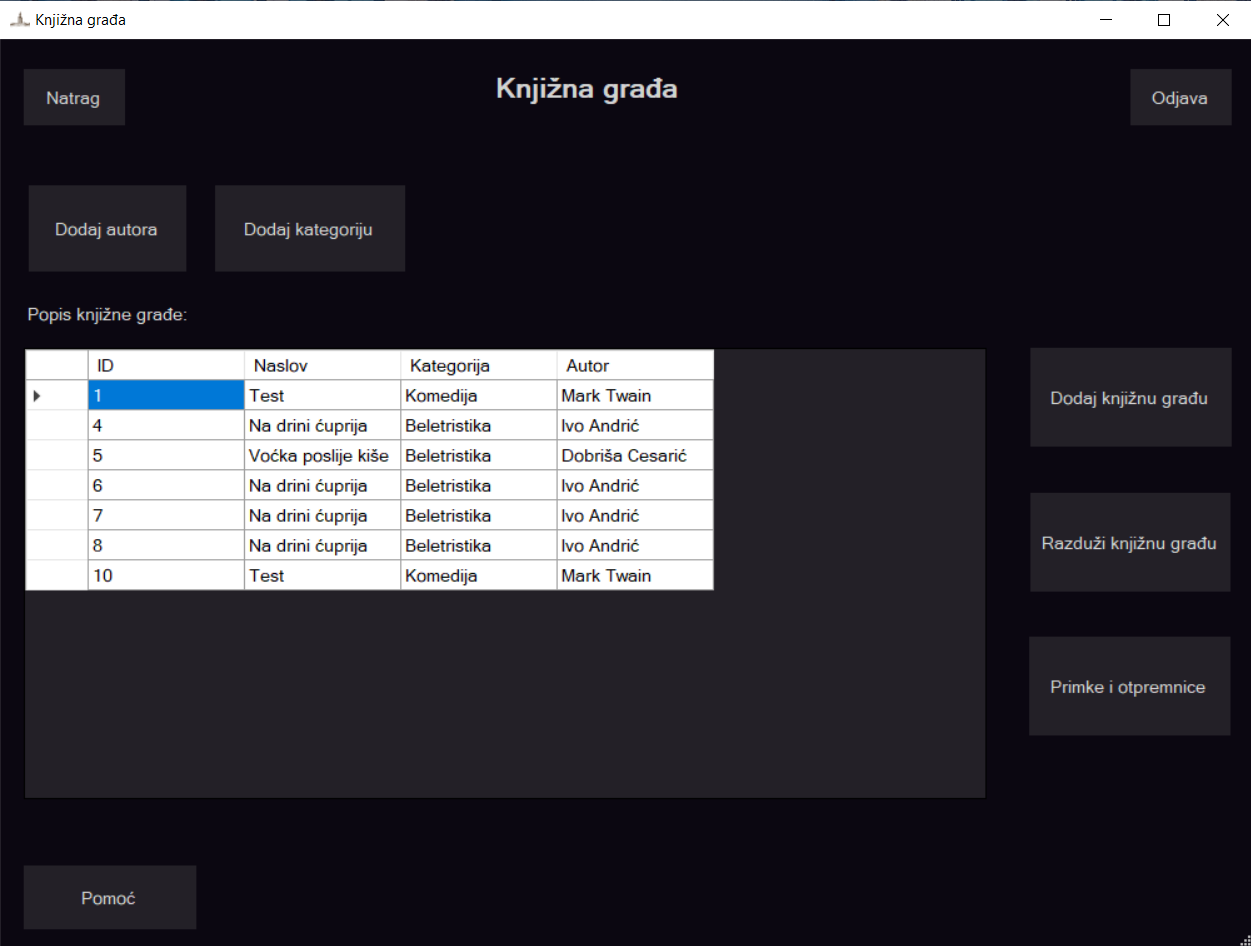 Knjižna građa
Natrag
Knjižna građa
Odjava
Dodaj autora
Dodaj kategoriju
Popis knjižne građe:
ID Naslov Kategorija Autor
1 Test Komedija Mark Twain
4 Na drini ćuprija Beletristika Ivo Andrić
5 Voćka poslije kiše Beletristika Dobriša Cesarić
6 Na drini ćuprija Beletristika Ivo Andrić
7 Na drini ćuprija Beletristika Ivo Andrić
8 Na drini ćuprija Beletristika Ivo Andrić
10 Test Komedija Mark Twain
Dodaj knjižnu građu
Razduži knjižnu građu
Primke i otpremnice
Pomoć